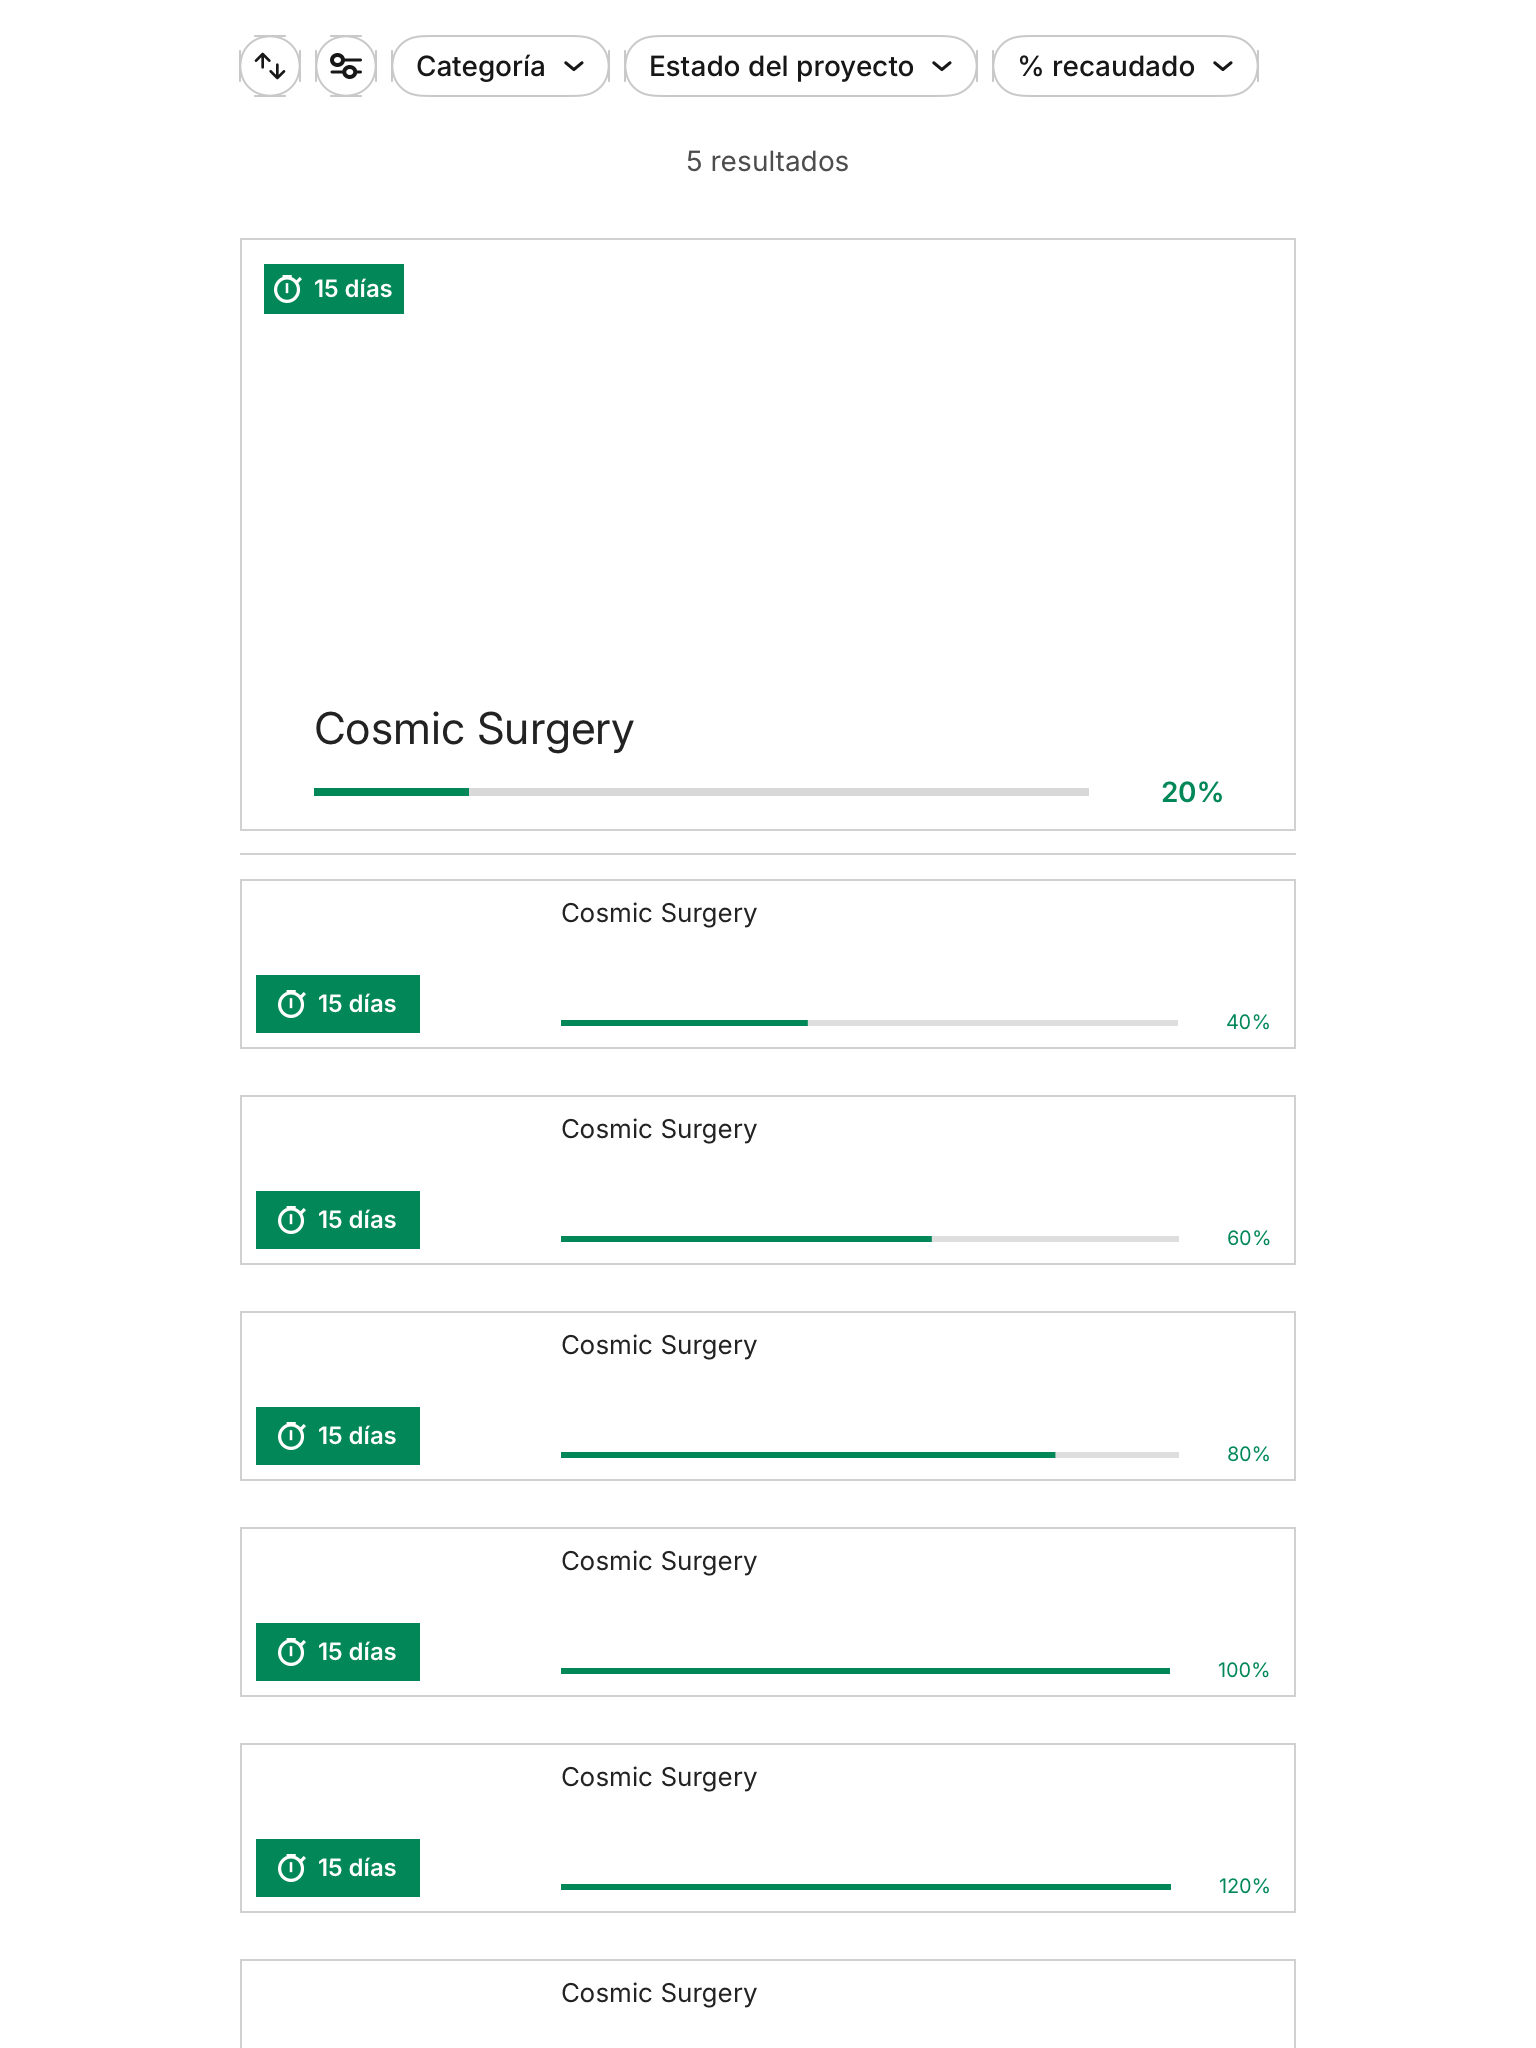 Categoría
Estado del proyecto
% recaudado
5 resultados
15 días
Cosmic Surgery
20%
Cosmic Surgery
15 días
40%
Cosmic Surgery
15 días
60%
Cosmic Surgery
15 días
80%
Cosmic Surgery
15 días
100%
Cosmic Surgery
15 días
120%
Cosmic Surgery